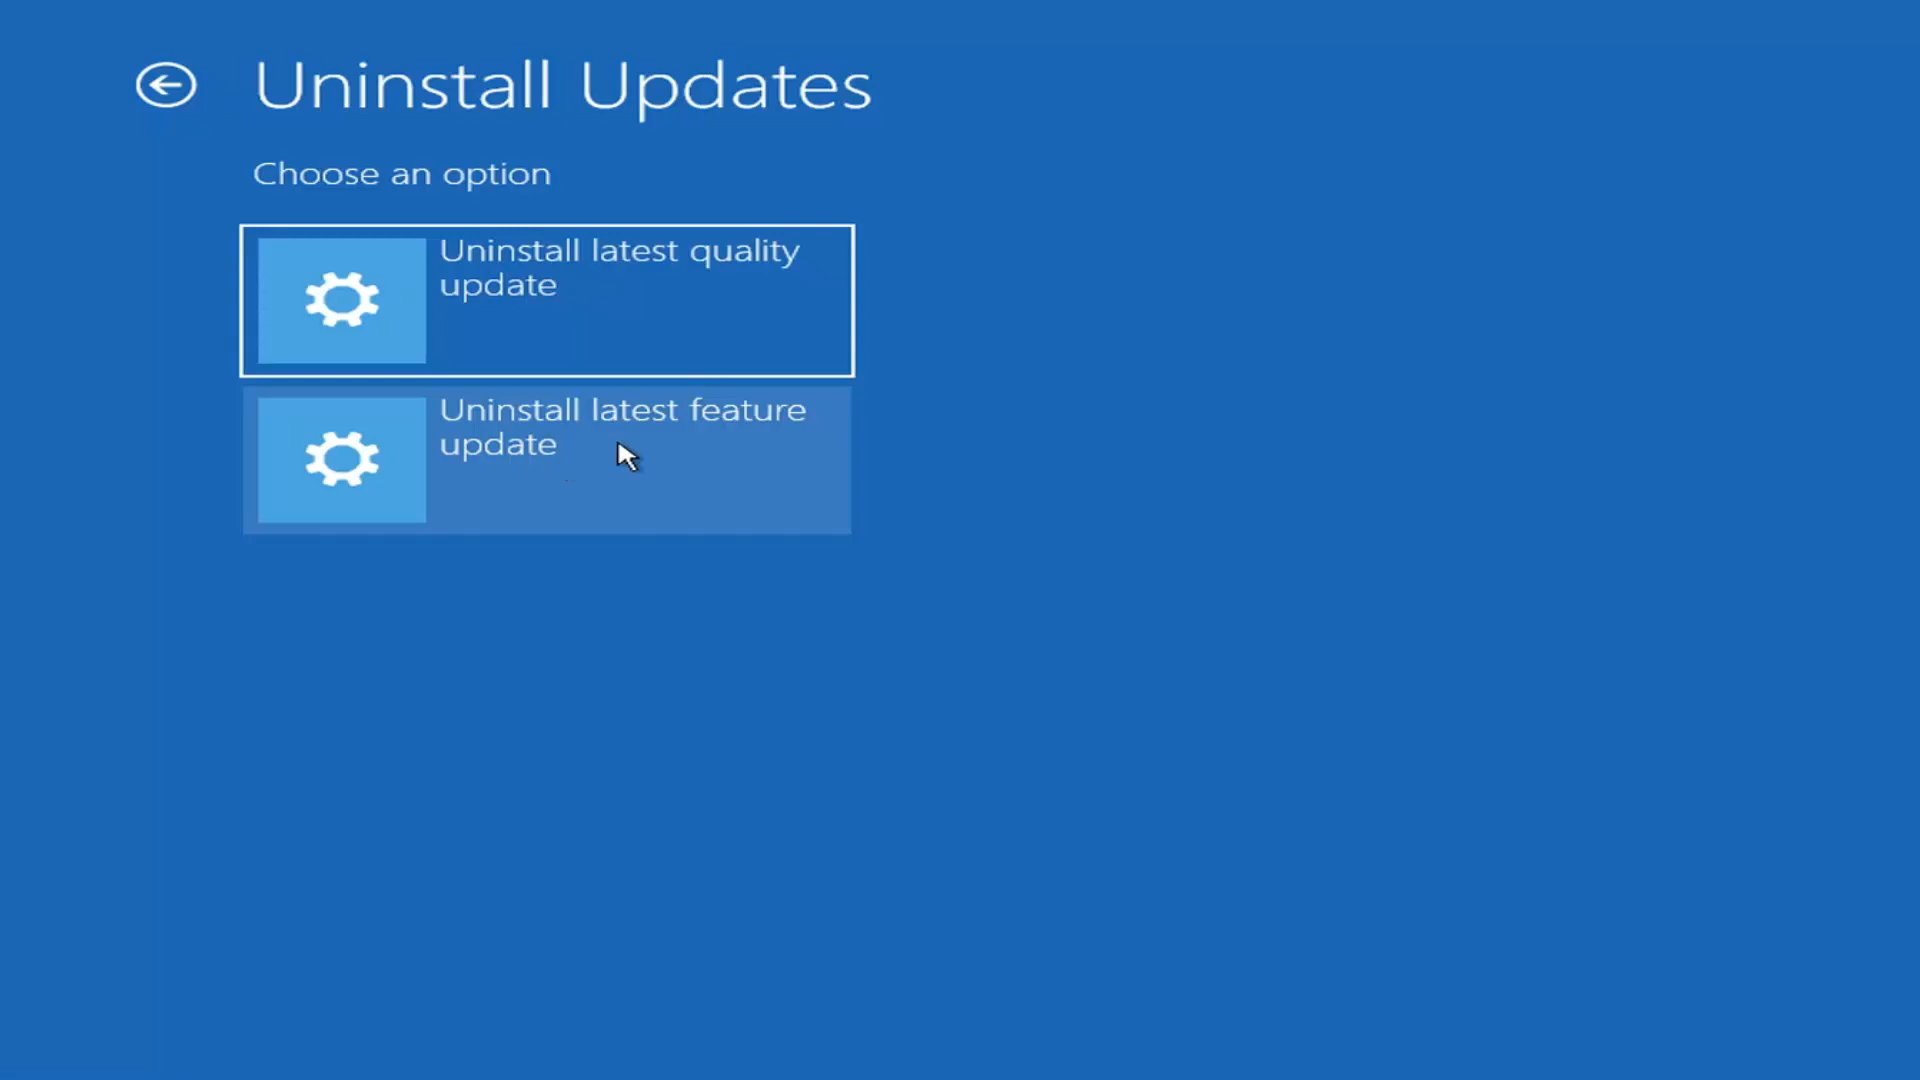 Uninstall Updates
Choose an option
Uninstall latest quality
update
Uninstall latest feature
update